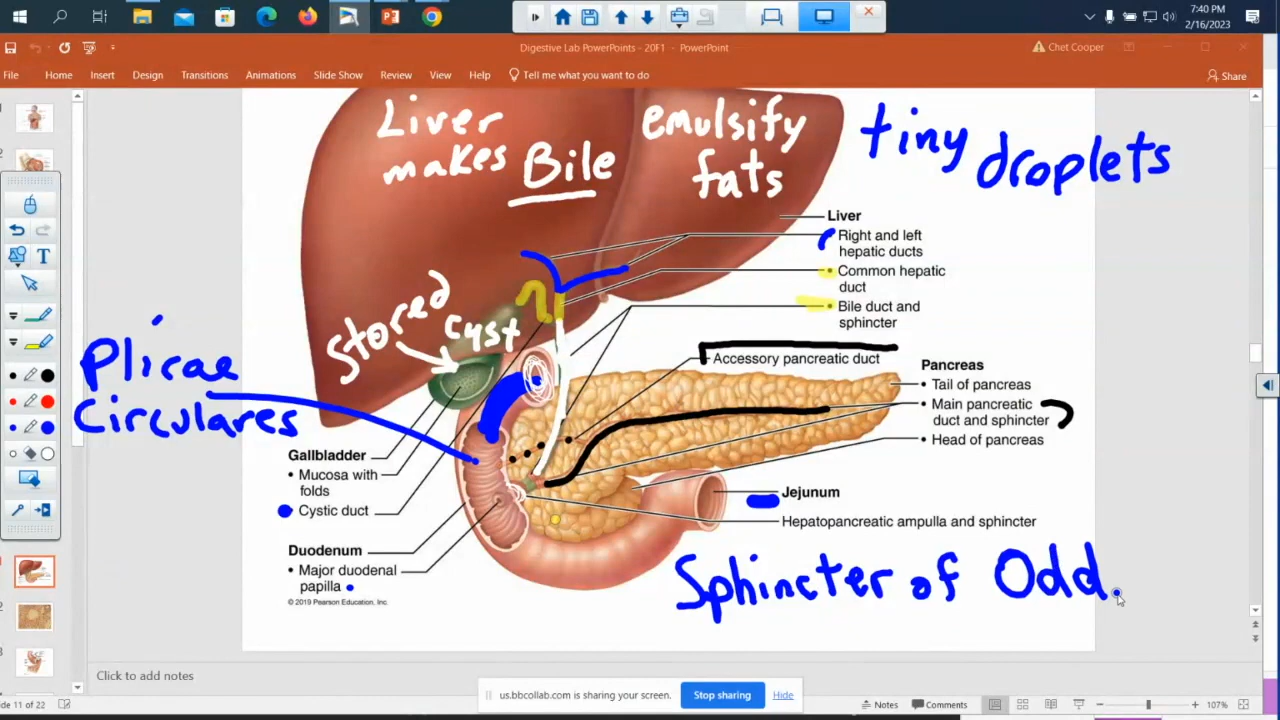 7:40 PM
2/16/2023
Digestive Lab PowerPoints - 20F1 - PowerPoint
Chet Cooper
File Home Insert Design Transitions Animations Slide Show Review View Help Tell me what you want to do
Share
Liver
makes Bile
emulsify
fats
tiny droplets
Liver
Right and left
hepatic ducts
• Common hepatic
duct
• Bile duct and
sphincter
Stored
cyst
Plicae
Circulares
Accessory pancreatic duct
Pancreas
• Tail of pancreas
• Main pancreatic
duct and sphincter
• Head of pancreas
Gallbladder
• Mucosa with
folds
Cystic duct
Jejunum
Hepatopancreatic ampulla and sphincter
Duodenum
• Major duodenal
papilla
© 2019 Pearson Education, Inc.
Sphincter of Odd
Click to add notes
us.bbcollab.com is sharing your screen. Stop sharing Hide
de 11 of 22
Notes Comments 107%